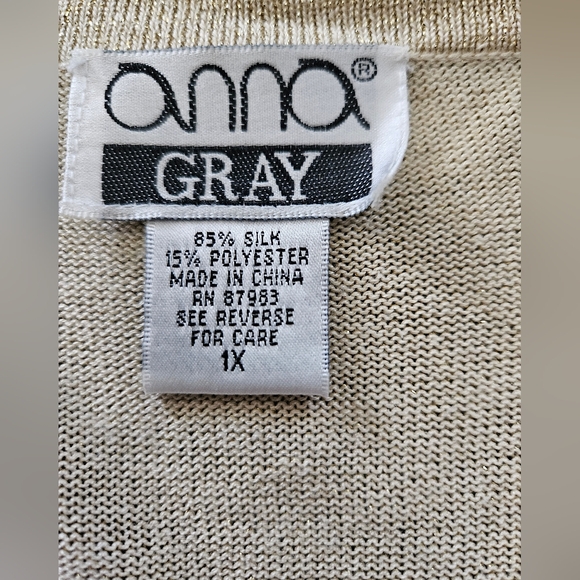 anna®
GRAY
85% SILK
15% POLYESTER
MADE IN CHINA
RN 87983
SEE REVERSE
FOR CARE
1X